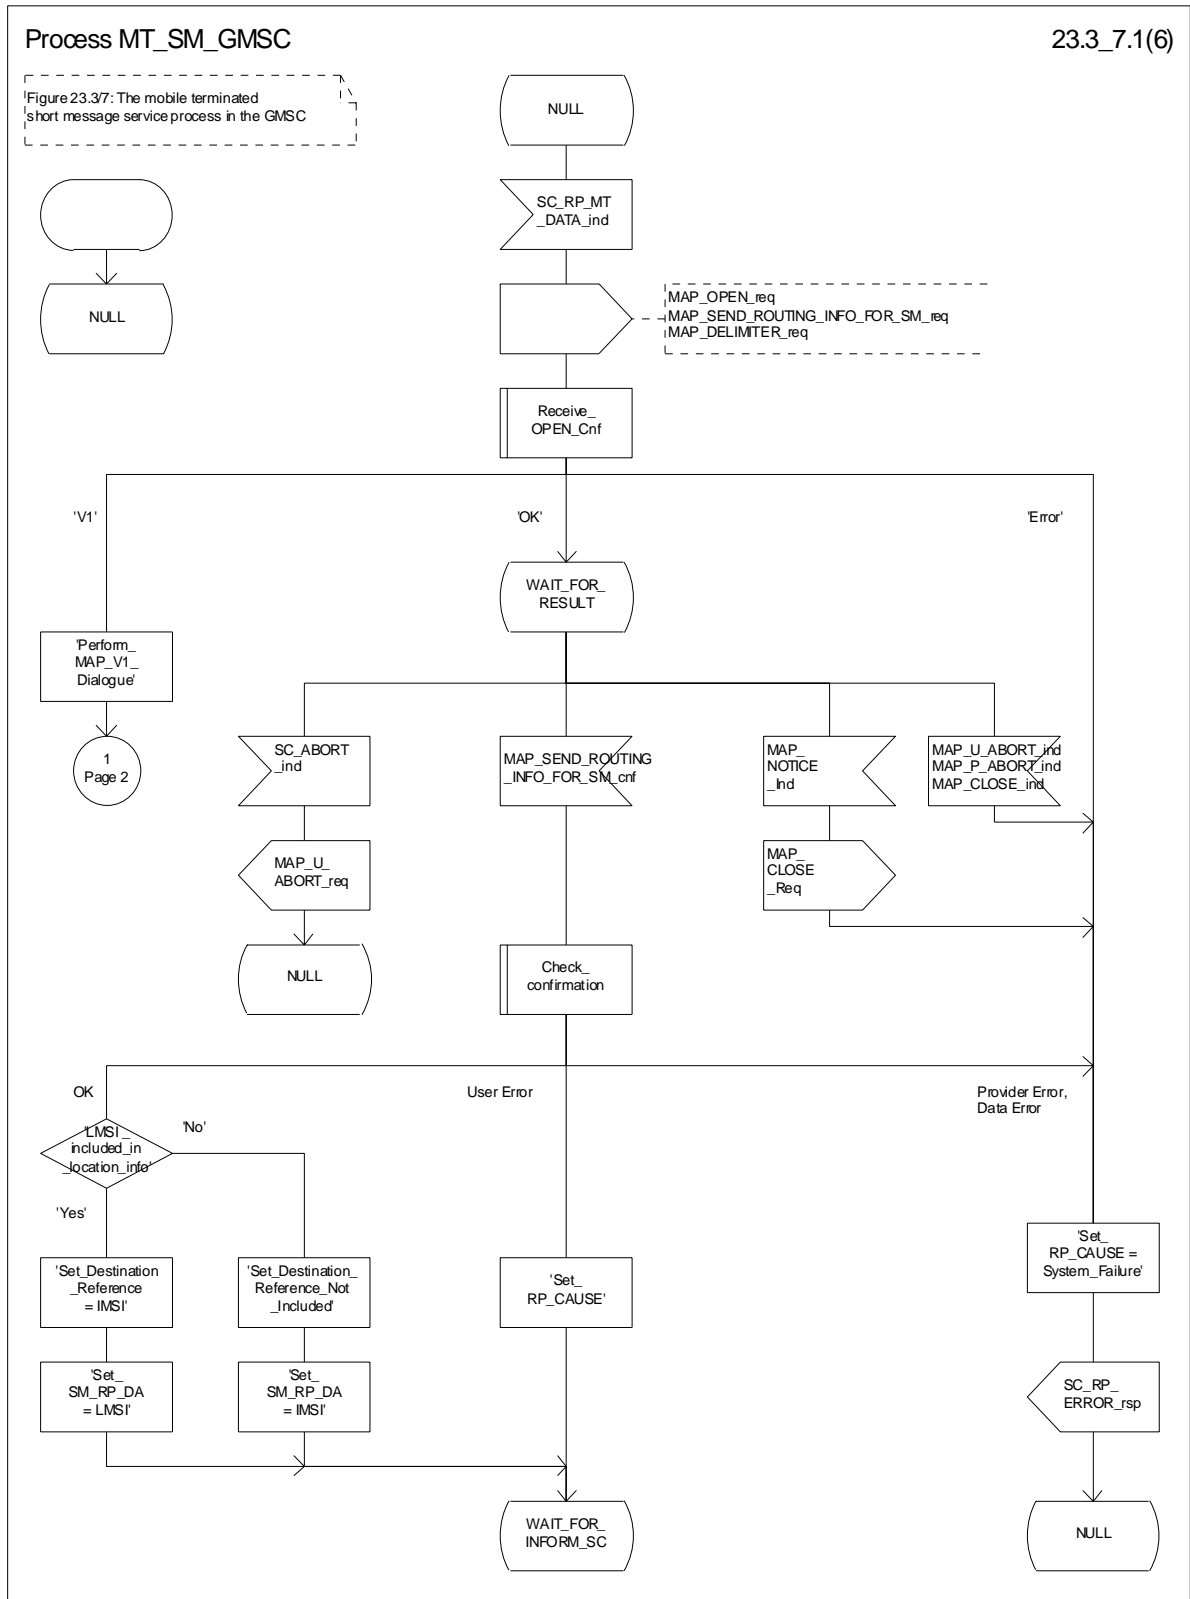 Process MT_SM_GMSC
23.3_7.1(6)
Figure 23.3/7: The mobile terminated
short message service process in the GMSC
NULL
SC_RP_MT
_DATA_ind
NULL
MAP_OPEN_req
MAP_SEND_ROUTING_INFO_FOR_SM_req
MAP_DELIMITER_req
Receive_
OPEN_Cnf
'V1'
'OK'
'Error'
WAIT_FOR_
RESULT
'Perform_
MAP_V1_
Dialogue'
1
Page 2
SC_ABORT
_ind
MAP_SEND_ROUTING
_INFO_FOR_SM_cnf
MAP_
NOTICE
_Ind
MAP_U_ABORT_ind
MAP_P_ABORT_ind
MAP_CLOSE_ind
MAP_U_
ABORT_req
MAP_
CLOSE
_Req
NULL
Check_
confirmation
OK
User Error
Provider Error,
Data Error
'LMSI_
included_in
_location_info'
'No'
'Yes'
'Set_Destination
_Reference
= IMSI'
'Set_Destination_
Reference_Not
_Included'
'Set_
RP_CAUSE'
'Set_
RP_CAUSE =
System_Failure'
'Set_
SM_RP_DA
= LMSI'
'Set_
SM_RP_DA
= IMSI'
SC_RP_
ERROR_rsp
WAIT_FOR_
INFORM_SC
NULL